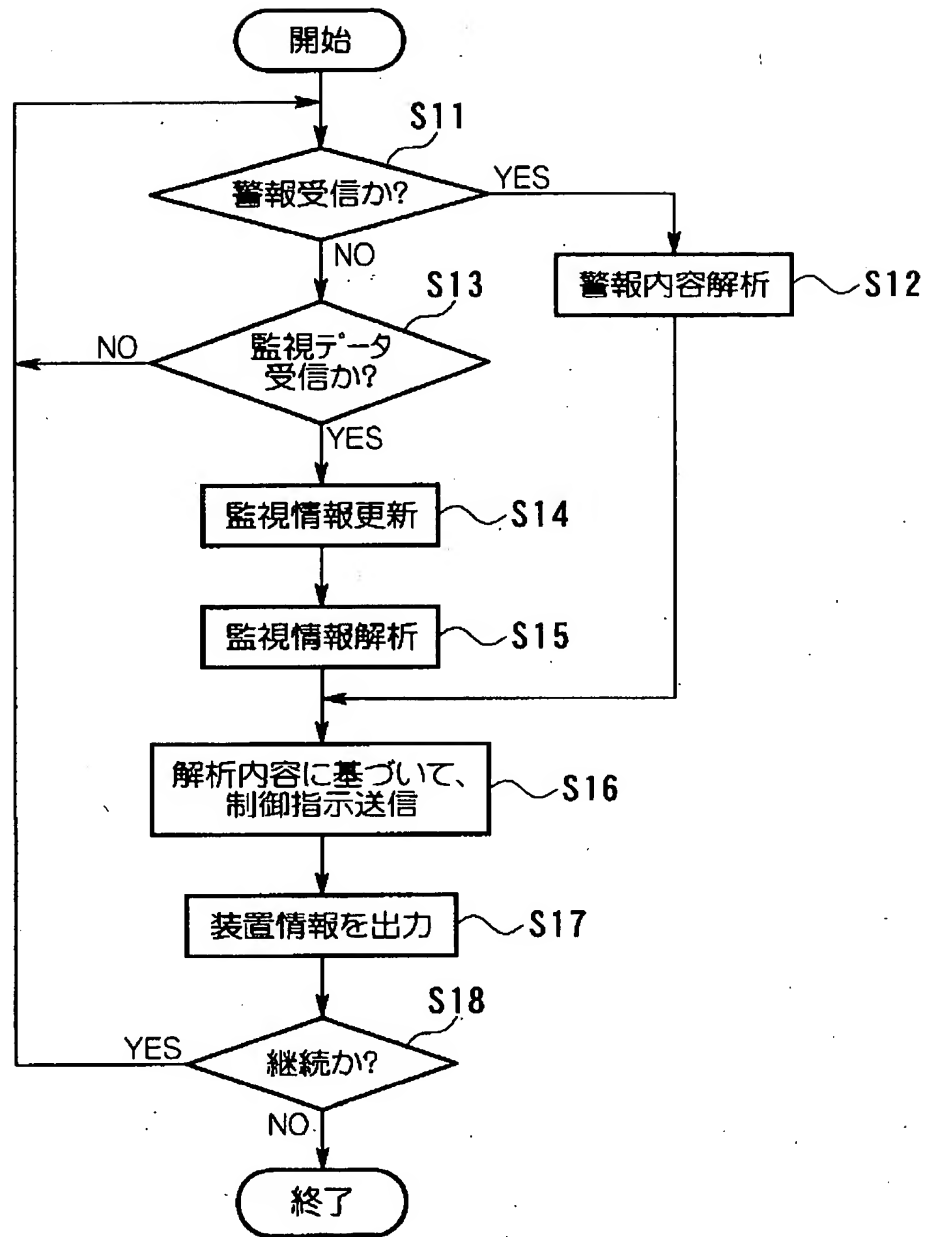 開始
S11
警報受信か?
YES
NO
警報内容解析
S12
S13
監視データ
受信か?
NO
YES
監視情報更新
S14
監視情報解析
S15
解析内容に基づいて、
制御指示送信
S16
装置情報を出力
S17
S18
継続か?
YES
NO
終了